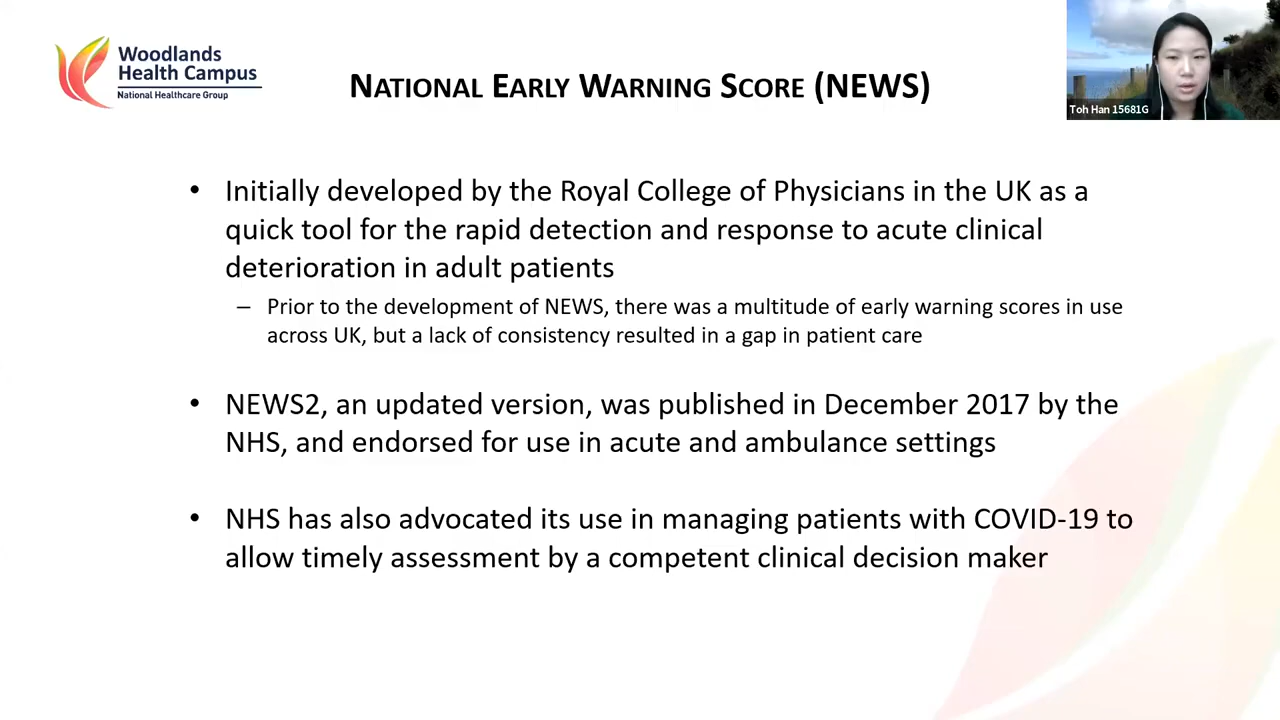 Woodlands
Health Campus
National Healthcare Group
NATIONAL EARLY WARNING SCORE (NEWS)
Toh Han 15681G
• Initially developed by the Royal College of Physicians in the UK as a
quick tool for the rapid detection and response to acute clinical
deterioration in adult patients
– Prior to the development of NEWS, there was a multitude of early warning scores in use
across UK, but a lack of consistency resulted in a gap in patient care
• NEWS2, an updated version, was published in December 2017 by the
NHS, and endorsed for use in acute and ambulance settings
• NHS has also advocated its use in managing patients with COVID-19 to
allow timely assessment by a competent clinical decision maker